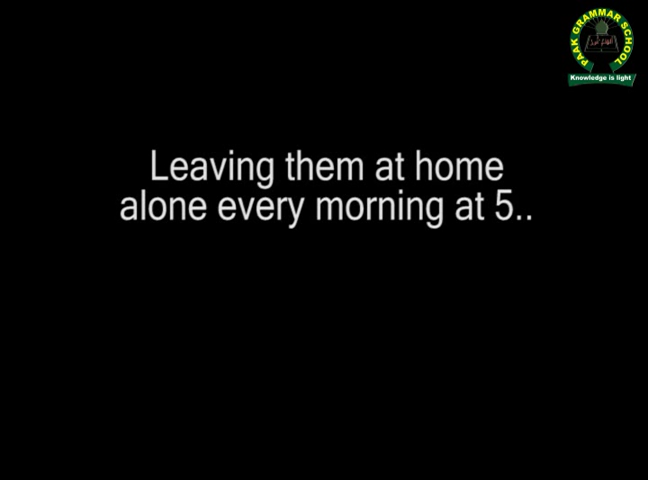 PAAK GRAMMAR SCHOOL
Knowledge is light
Leaving them at home
alone every morning at 5..